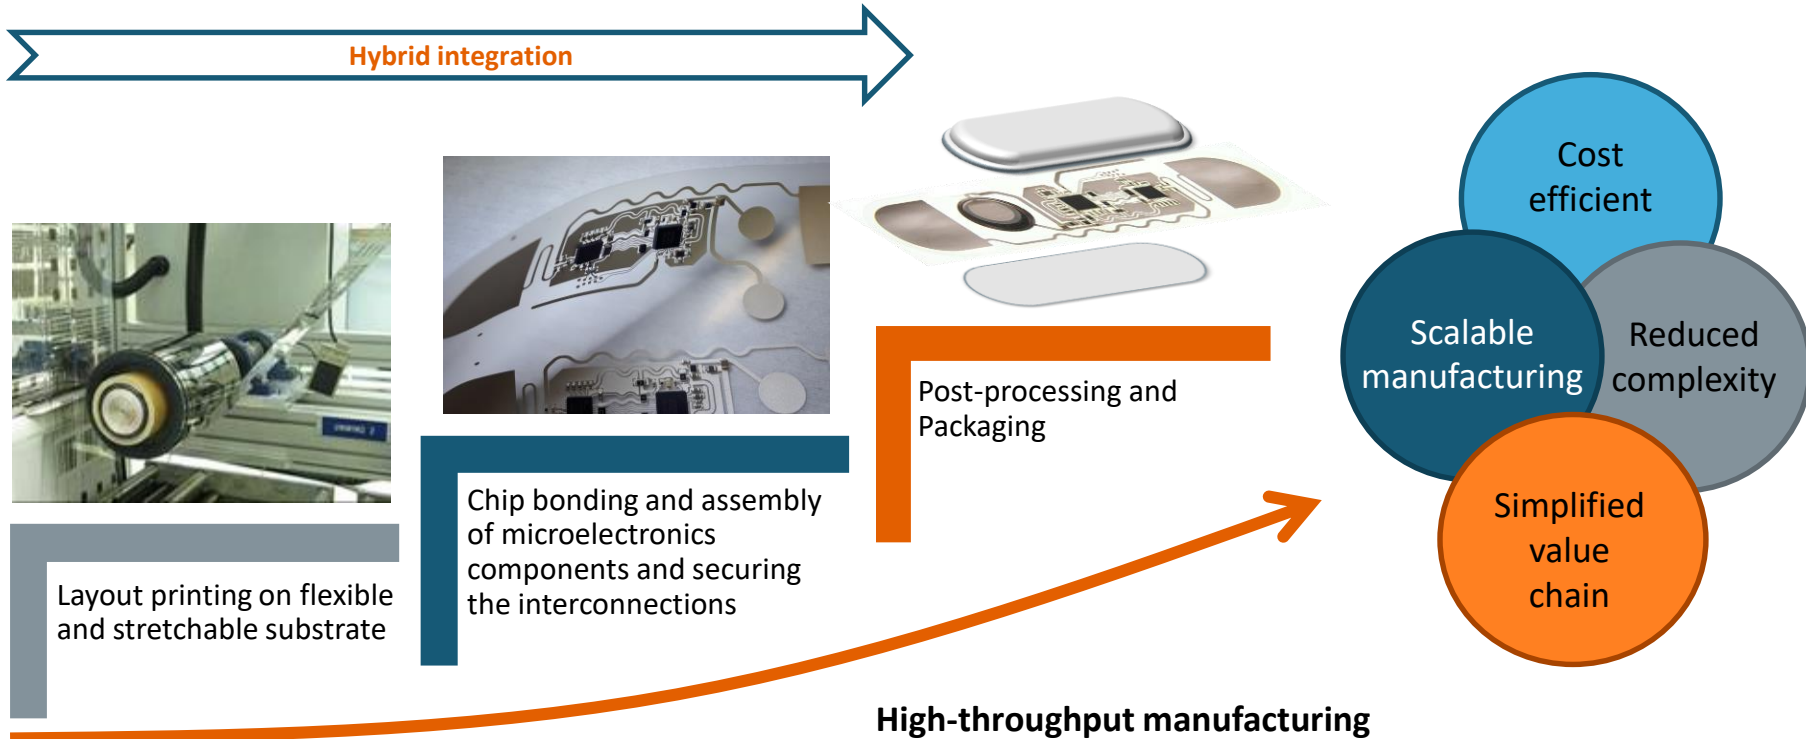 Hybrid integration
Layout printing on flexible
and stretchable substrate
Chip bonding and assembly
of microelectronics
components and securing
the interconnections
Post-processing and
Packaging
High-throughput manufacturing
Cost
efficient
Scalable
manufacturing
Reduced
complexity
Simplified
value
chain